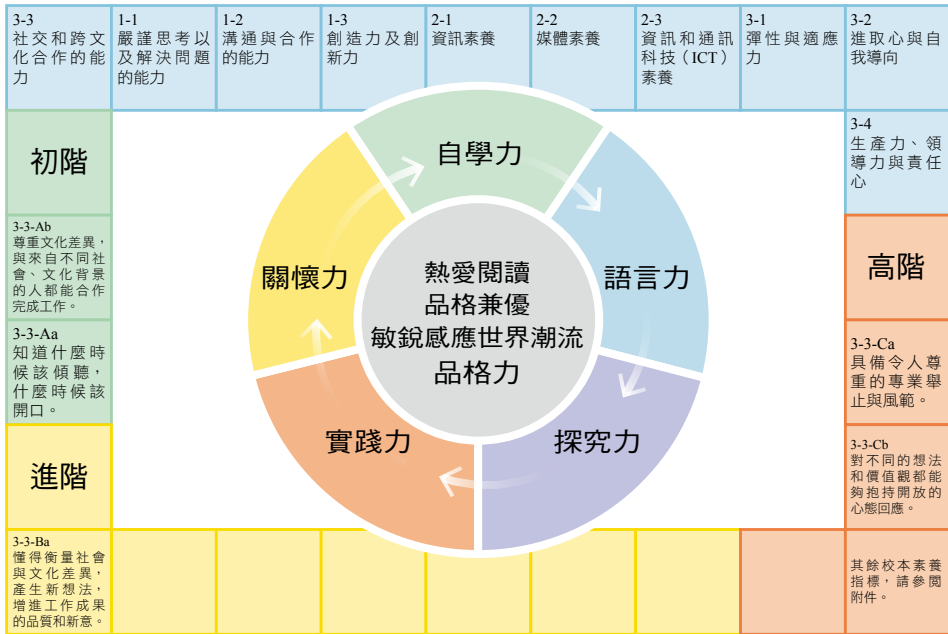 3-3
社交和跨文
化合作的能
力
1-1
嚴謹思考以
及解決問題
的能力
1-2
溝通與合作
的能力
1-3
創造力及創
新力
2-1
資訊素養
2-2
媒體素養
2-3
資訊和通訊
科技（ICT）
素養
3-1
彈性與適應
力
3-2
進取心與自
我導向
3-4
生產力、領
導力與責任
心
初階
3-3-Ab
尊重文化差異，
與來自不同社
會、文化背景
的人都能合作
完成工作。
3-3-Aa
知道什麼時
候該傾聽，
什麼時候該
開口。
進階
3-3-Ba
懂得衡量社會
與文化差異，
產生新想法，
增進工作成果
的品質和新意。
自學力
語言力
探究力
實踐力
關懷力
熱愛閱讀
品格兼優
敏銳感應世界潮流
品格力
高階
3-3-Ca
具備令人尊
重的專業舉
止與風範。
3-3-Cb
對不同的想法
和價值觀都能
夠抱持開放的
心態回應。
其餘校本素養
指標，請參閱
附件。